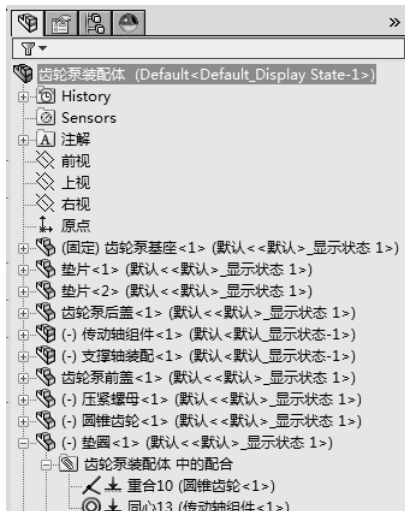 »
齿轮泵装配体 (Default<Default_Display State-1>)
History
Sensors
A 注解
前视
上视
右视
原点
(固定) 齿轮泵基座<1> (默认<<默认>_显示状态 1>)
垫片<1> (默认<<默认>_显示状态 1>)
垫片<2> (默认<<默认>_显示状态 1>)
齿轮泵后盖<1> (默认<<默认>_显示状态 1>)
(-) 传动轴组件<1> (默认<默认_显示状态-1>)
(-) 支撑轴装配<1> (默认<默认_显示状态-1>)
齿轮泵前盖<1> (默认<<默认>_显示状态 1>)
(-) 压紧螺母<1> (默认<<默认>_显示状态 1>)
(-) 圆锥齿轮<1> (默认<<默认>_显示状态 1>)
(-) 垫圈<1> (默认<<默认>_显示状态 1>)
齿轮泵装配体 中的配合
重合10 (圆锥齿轮<1>)
同心13 (传动轴组件<1>)